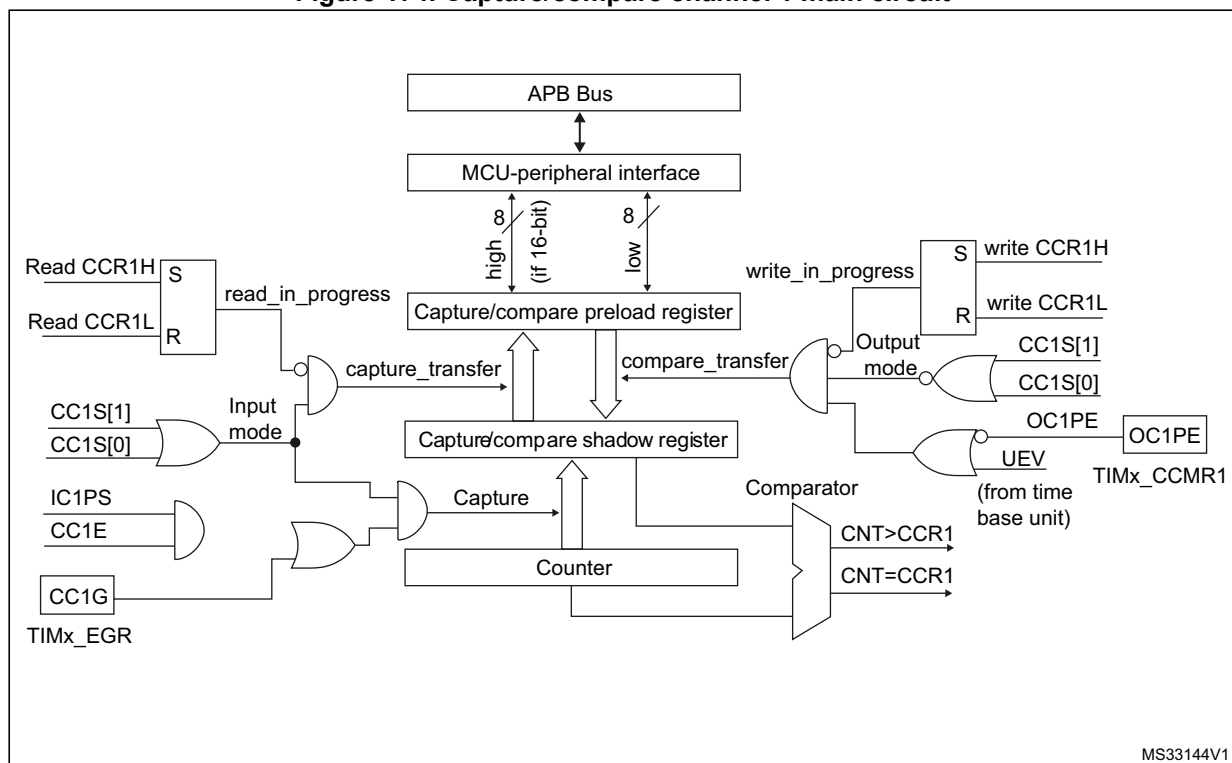 APB Bus
MCU-peripheral interface
8
high
(if 16-bit)
8
low
Read CCR1H
S
read_in_progress
Read CCR1L
R
write_in_progress
S
write CCR1H
R
write CCR1L
Capture/compare preload register
capture_transfer
compare_transfer
Output
mode
CC1S[1]
CC1S[0]
CC1S[1]
CC1S[0]
Input
mode
Capture/compare shadow register
OC1PE
OC1PE
UEV
TIMx_CCMR1
(from time
base unit)
IC1PS
CC1E
Capture
Comparator
CNT>CCR1
Counter
CNT=CCR1
CC1G
TIMx_EGR
MS33144V1